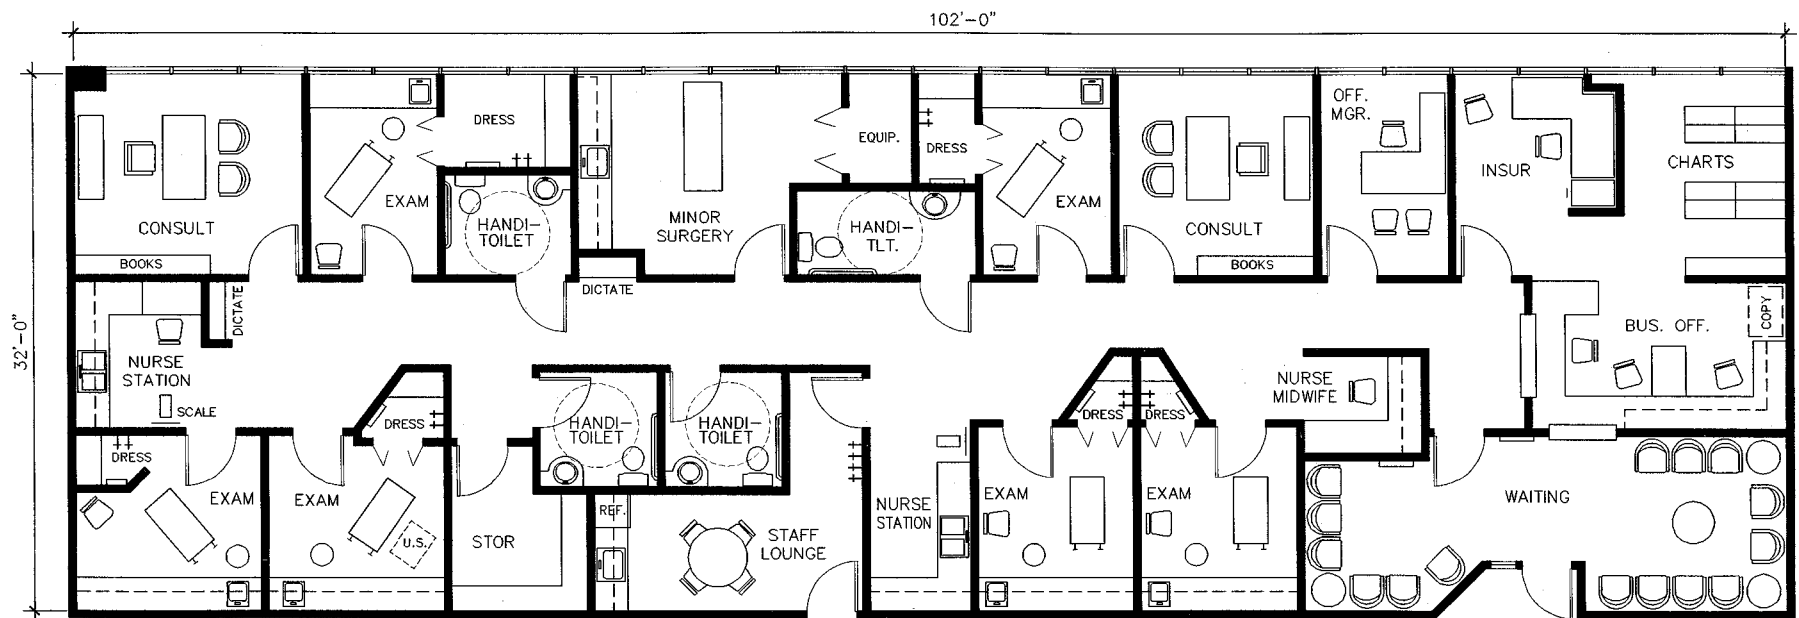 102'-0"
32'-0"
CONSULT
BOOKS
EXAM
DRESS
HANDI-
TOILET
MINOR
SURGERY
EQUIP.
DRESS
HANDI-
TLT.
EXAM
CONSULT
BOOKS
OFF.
MGR.
INSUR
CHARTS
DICTATE
DICTATE
NURSE
STATION
SCALE
BUS. OFF.
COPY
NURSE
MIDWIFE
DRESS
EXAM
DRESS
EXAM
U.S.
STOR
HANDI-
TOILET
HANDI-
TOILET
REF.
STAFF
LOUNGE
NURSE
STATION
DRESS
EXAM
DRESS
EXAM
WAITING